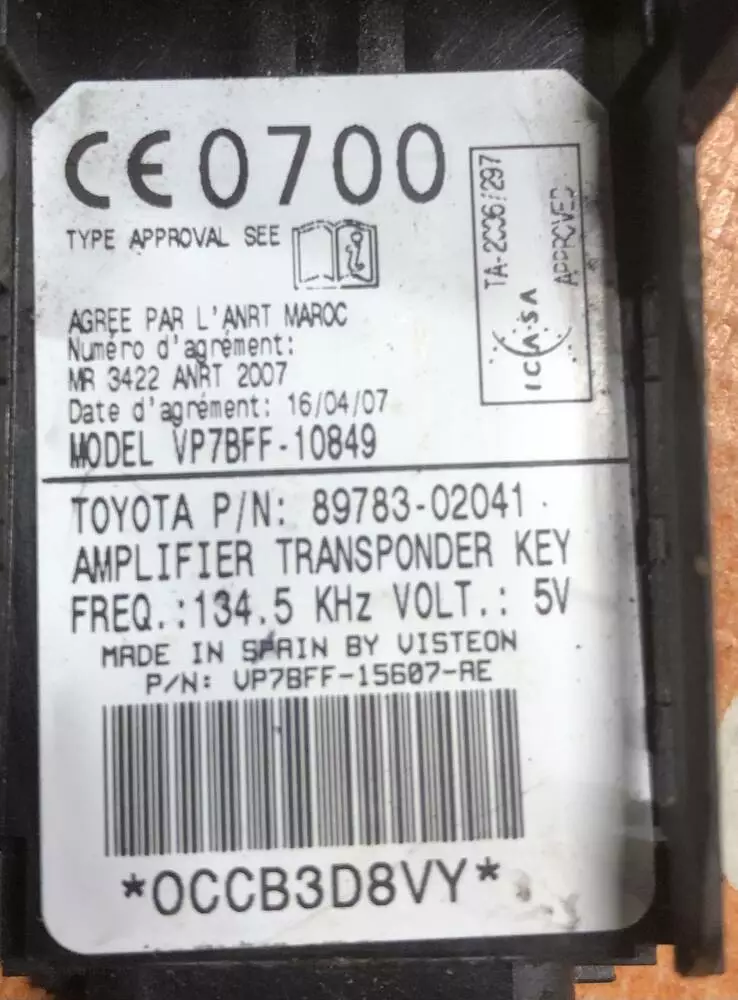 CE0700
TYPE APPROVAL SEE
AGREE PAR L'ANRT MAROC
Numéro d'agrément:
MR 3422 ANRT 2007
Date d'agrément: 16/04/07
MODEL VP7BFF-10849
TA-2006/297
APPROVED
ICASA
TOYOTA P/N: 89783-02041
AMPLIFIER TRANSPONDER KEY
FREQ.:134.5 KHz VOLT.: 5V
MADE IN SPAIN BY VISTEON
P/N: VP7BFF-15607-AE
*OCCB3D8VY*